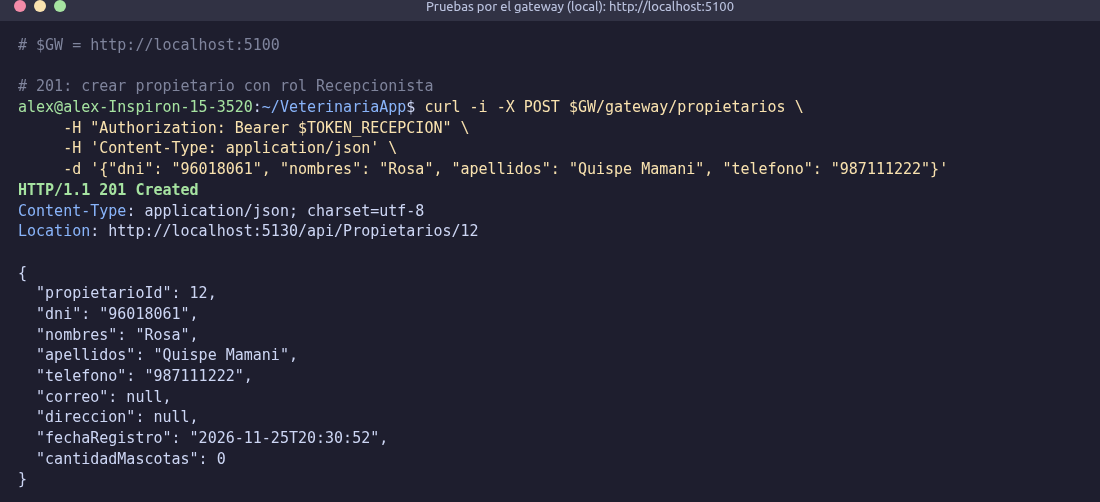 Pruebas por el gateway (local): http://localhost:5100
# $GW = http://localhost:5100
# 201: crear propietario con rol Recepcionista
alex@alex-Inspiron-15-3520:~/VeterinariaApp$ curl -i -X POST $GW/gateway/propietarios \
     -H "Authorization: Bearer $TOKEN_RECEPCION" \
     -H 'Content-Type: application/json' \
     -d '{"dni": "96018061", "nombres": "Rosa", "apellidos": "Quispe Mamani", "telefono": "987111222"}'
HTTP/1.1 201 Created
Content-Type: application/json; charset=utf-8
Location: http://localhost:5130/api/Propietarios/12
{
  "propietarioId": 12,
  "dni": "96018061",
  "nombres": "Rosa",
  "apellidos": "Quispe Mamani",
  "telefono": "987111222",
  "correo": null,
  "direccion": null,
  "fechaRegistro": "2026-11-25T20:30:52",
  "cantidadMascotas": 0
}